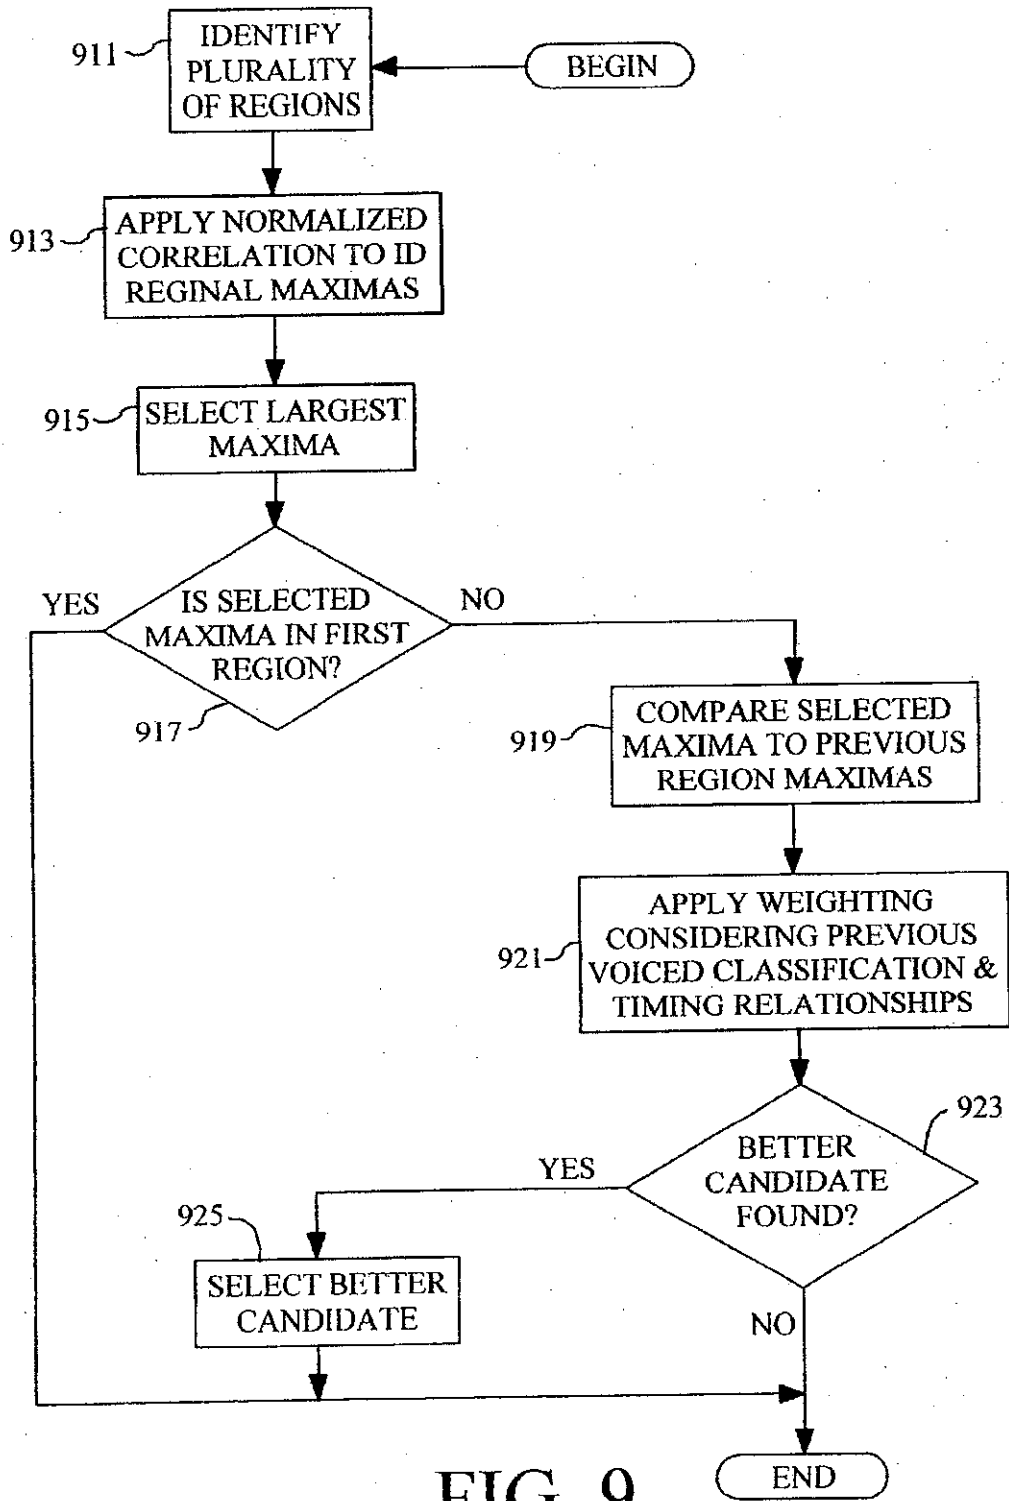 911
IDENTIFY
PLURALITY
OF REGIONS
BEGIN
913
APPLY NORMALIZED
CORRELATION TO ID
REGINAL MAXIMAS
915
SELECT LARGEST
MAXIMA
YES
IS SELECTED
MAXIMA IN FIRST
REGION?
NO
917
919
COMPARE SELECTED
MAXIMA TO PREVIOUS
REGION MAXIMAS
921
APPLY WEIGHTING
CONSIDERING PREVIOUS
VOICED CLASSIFICATION &
TIMING RELATIONSHIPS
923
BETTER
CANDIDATE
FOUND?
YES
925
SELECT BETTER
CANDIDATE
NO
END
FIG. 9